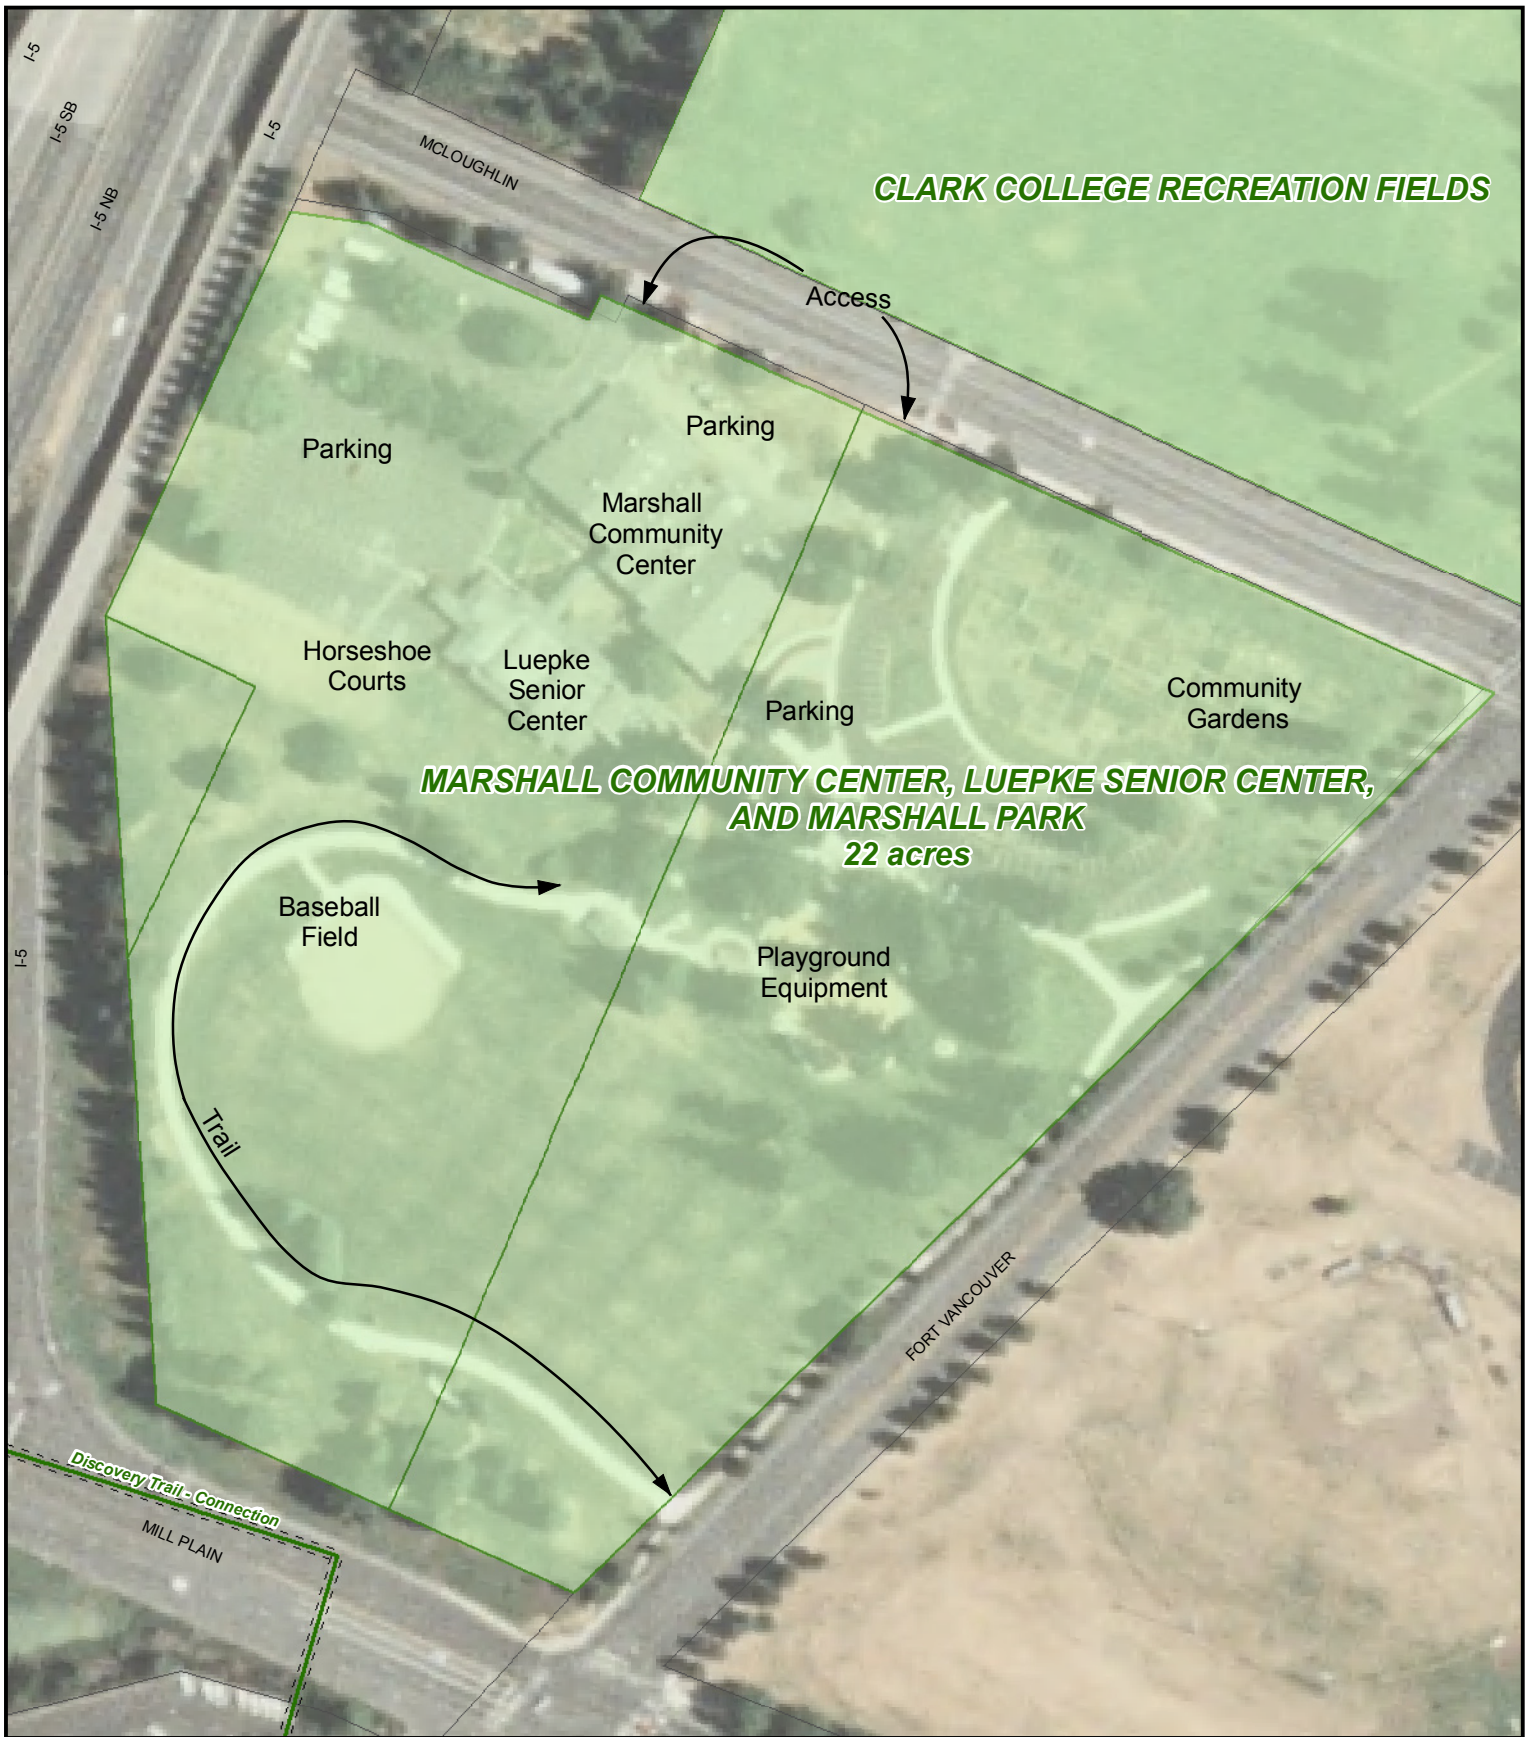 I-5
I-5 SB
I-5
I-5 NB
MCLOUGHLIN
CLARK COLLEGE RECREATION FIELDS
Access
Parking
Parking
Marshall
Community
Center
Horseshoe
Courts
Luepke
Senior
Center
Parking
Community
Gardens
MARSHALL COMMUNITY CENTER, LUEPKE SENIOR CENTER,
AND MARSHALL PARK
22 acres
Baseball
Field
I-5
Playground
Equipment
Trail
FORT VANCOUVER
Discovery Trail - Connection
MILL PLAIN